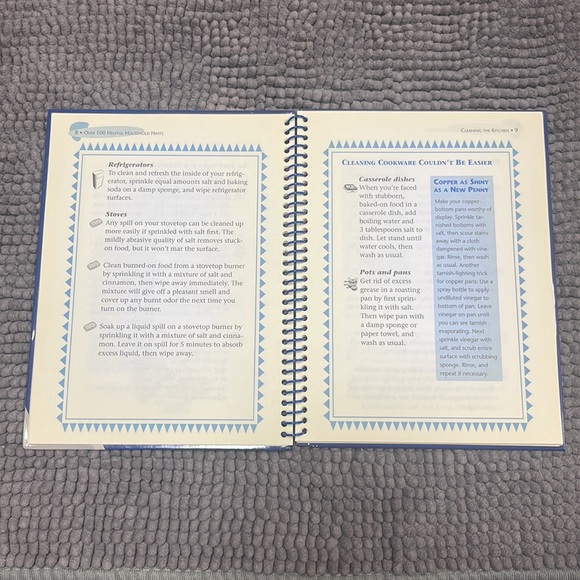 8 • Over 100 Helpful Household Hints
Refrigerators
To clean and refresh the inside of your refrig-
erator, sprinkle equal amounts salt and baking
soda on a damp sponge, and wipe refrigerator
surfaces.
Stoves
Any spill on your stovetop can be cleaned up
more easily if sprinkled with salt first. The
mildly abrasive quality of salt removes stuck-
on food, but it won't mar the surface.
Clean burned-on food from a stovetop burner
by sprinkling it with a mixture of salt and
cinnamon, then wipe away immediately. The
mixture will give off a pleasant smell and
cover up any burnt odor the next time you
turn on the burner.
Soak up a liquid spill on a stovetop burner by
sprinkling it with a mixture of salt and cinna-
mon. Leave it on spill for 5 minutes to absorb
excess liquid, then wipe away.
Cleaning the Kitchen • 9
Cleaning Cookware Couldn't Be Easier
Casserole dishes
When you're faced
with stubborn,
baked-on food in a
casserole dish, add
boiling water and
3 tablespoons salt to
dish. Let stand until
water cools, then
wash as usual.
Pots and pans
Get rid of excess
grease in a roasting
pan by first sprin-
kling it with salt.
Then wipe pan with
a damp sponge or
paper towel, and
wash as usual.
Copper as Shiny
as a New Penny
Make your copper-
bottom pans worthy of
display. Sprinkle tar-
nished bottoms with
salt, then scour stains
away with a cloth
dampened with vine-
gar. Rinse, then wash
as usual. Another
tarnish-fighting trick
for copper pans: Use a
spray bottle to apply
undiluted vinegar to
bottom of pan. Leave
vinegar on pan until
you can see tarnish
evaporating. Next
sprinkle vinegar with
salt, and scrub entire
surface with scrubbing
sponge. Rinse, and
repeat if necessary.